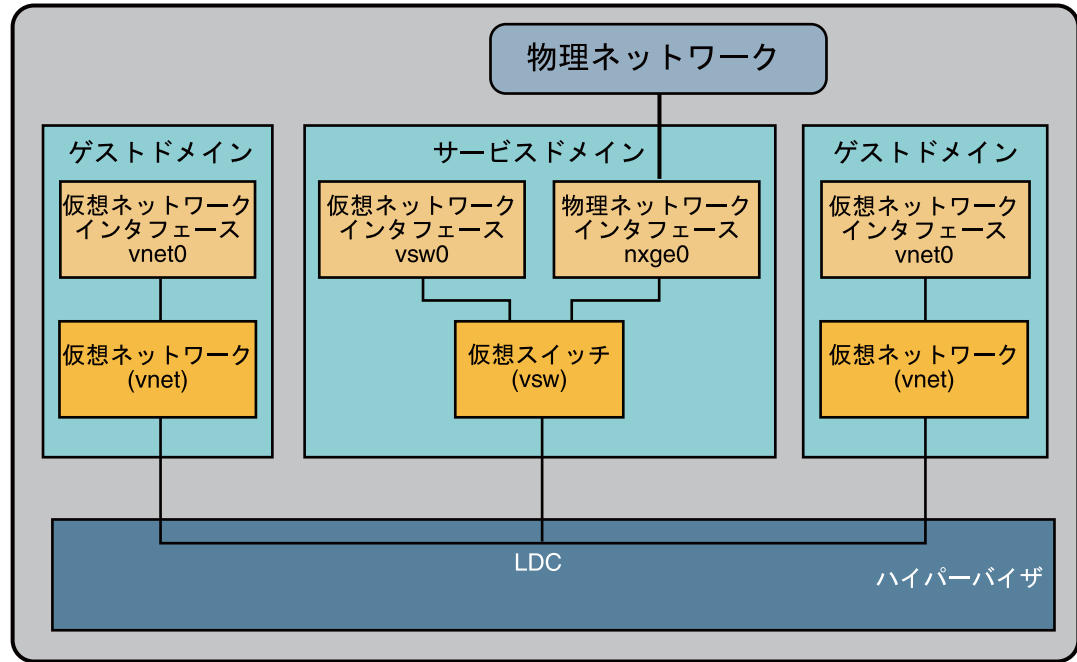 物理ネットワーク
ゲストドメイン
仮想ネットワーク
インタフェース
vnet0
仮想ネットワーク
(vnet)
サービスドメイン
仮想ネットワーク
インタフェース
vsw0
物理ネットワーク
インタフェース
nxge0
仮想スイッチ
(vsw)
ゲストドメイン
仮想ネットワーク
インタフェース
vnet0
仮想ネットワーク
(vnet)
LDC
ハイパーバイザ